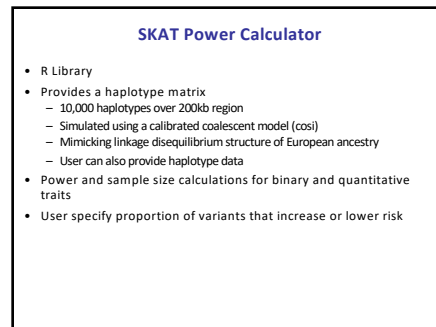 SKAT Power Calculator
• R Library
• Provides a haplotype matrix
– 10,000 haplotypes over 200kb region
– Simulated using a calibrated coalescent model (cosi)
– Mimicking linkage disequilibrium structure of European ancestry
– User can also provide haplotype data
• Power and sample size calculations for binary and quantitative
traits
• User specify proportion of variants that increase or lower risk